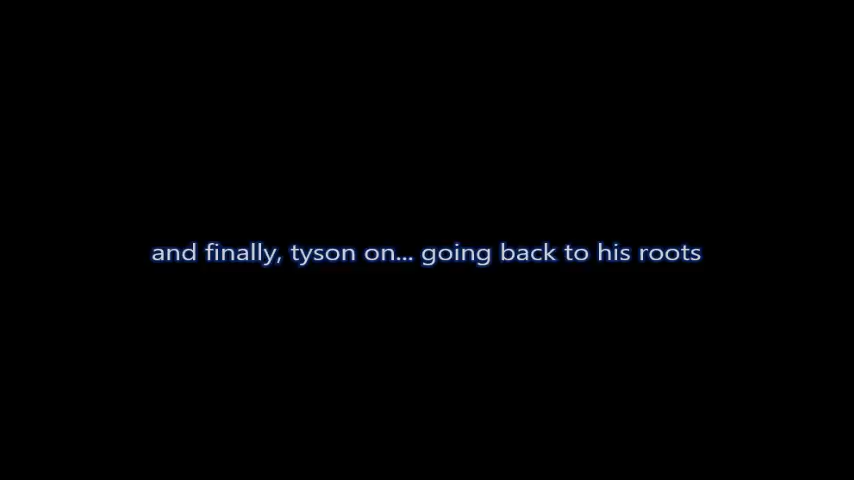 and finally, tyson on... going back to his roots